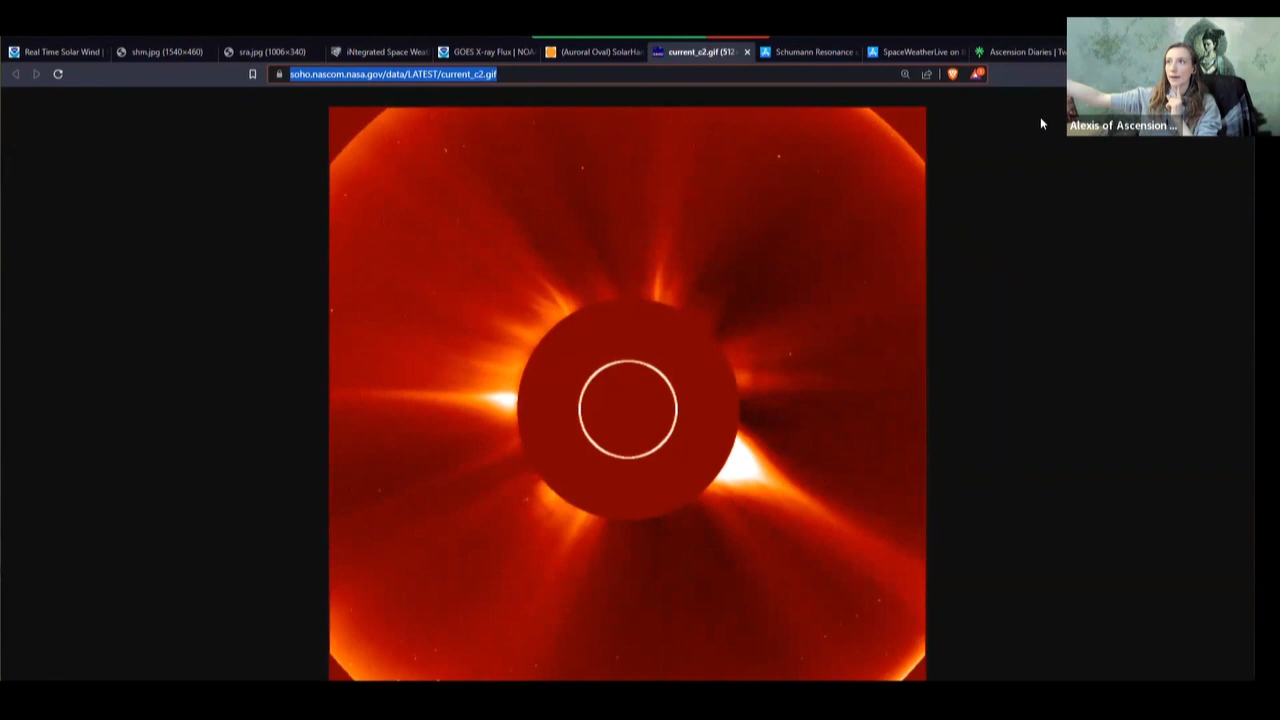 Real Time Solar Wind |
shm.jpg (1540×460)
sra.jpg (1006×340)
iNtegrated Space Weat
GOES X-ray Flux | NOA
(Auroral Oval) SolarHa
current_c2.gif (512
Schumann Resonance
SpaceWeatherLive on
Ascension Diaries | Tw
soho.nascom.nasa.gov/data/LATEST/current_c2.gif
Alexis of Ascension ...